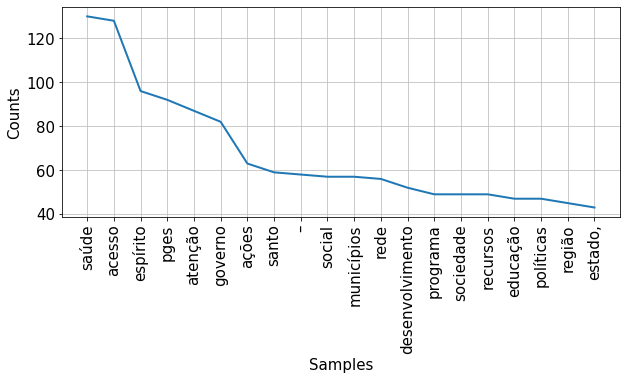 120
100
80
60
40
Counts
saúde
acesso
espírito
pges
atenção
governo
ações
santo
–
social
municípios
rede
desenvolvimento
programa
sociedade
recursos
educação
políticas
região
estado,
Samples